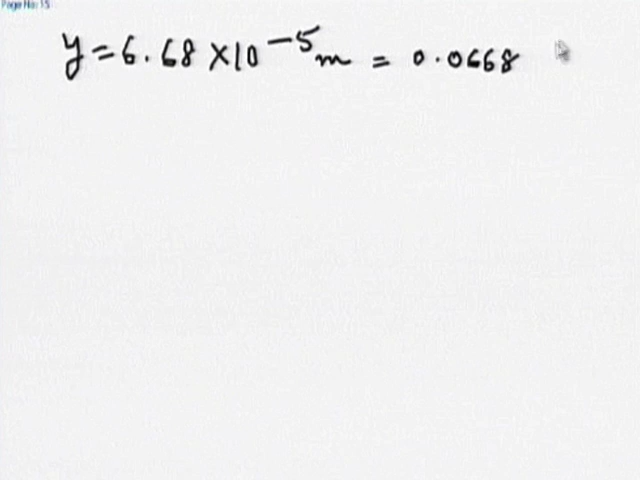 Page No: 15
y = 6.68 × 10⁻⁵ m = 0.0668